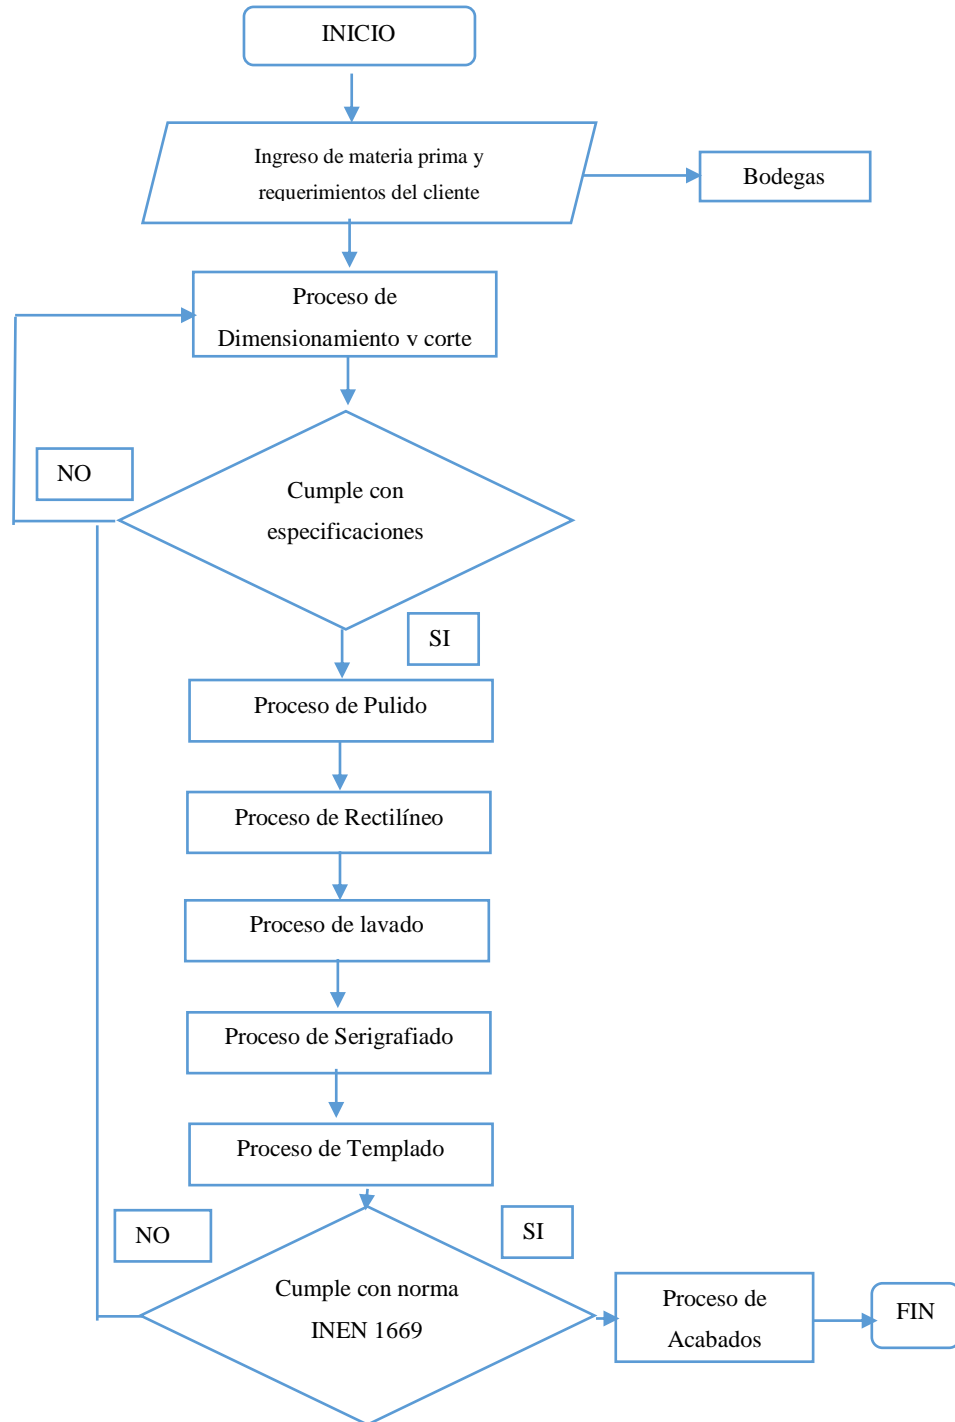 INICIO
Ingreso de materia prima y
requerimientos del cliente
Bodegas
Proceso de
Dimensionamiento v corte
NO
Cumple con
especificaciones
SI
Proceso de Pulido
Proceso de Rectilíneo
Proceso de lavado
Proceso de Serigrafiado
Proceso de Templado
NO
SI
Cumple con norma
INEN 1669
Proceso de
Acabados
FIN